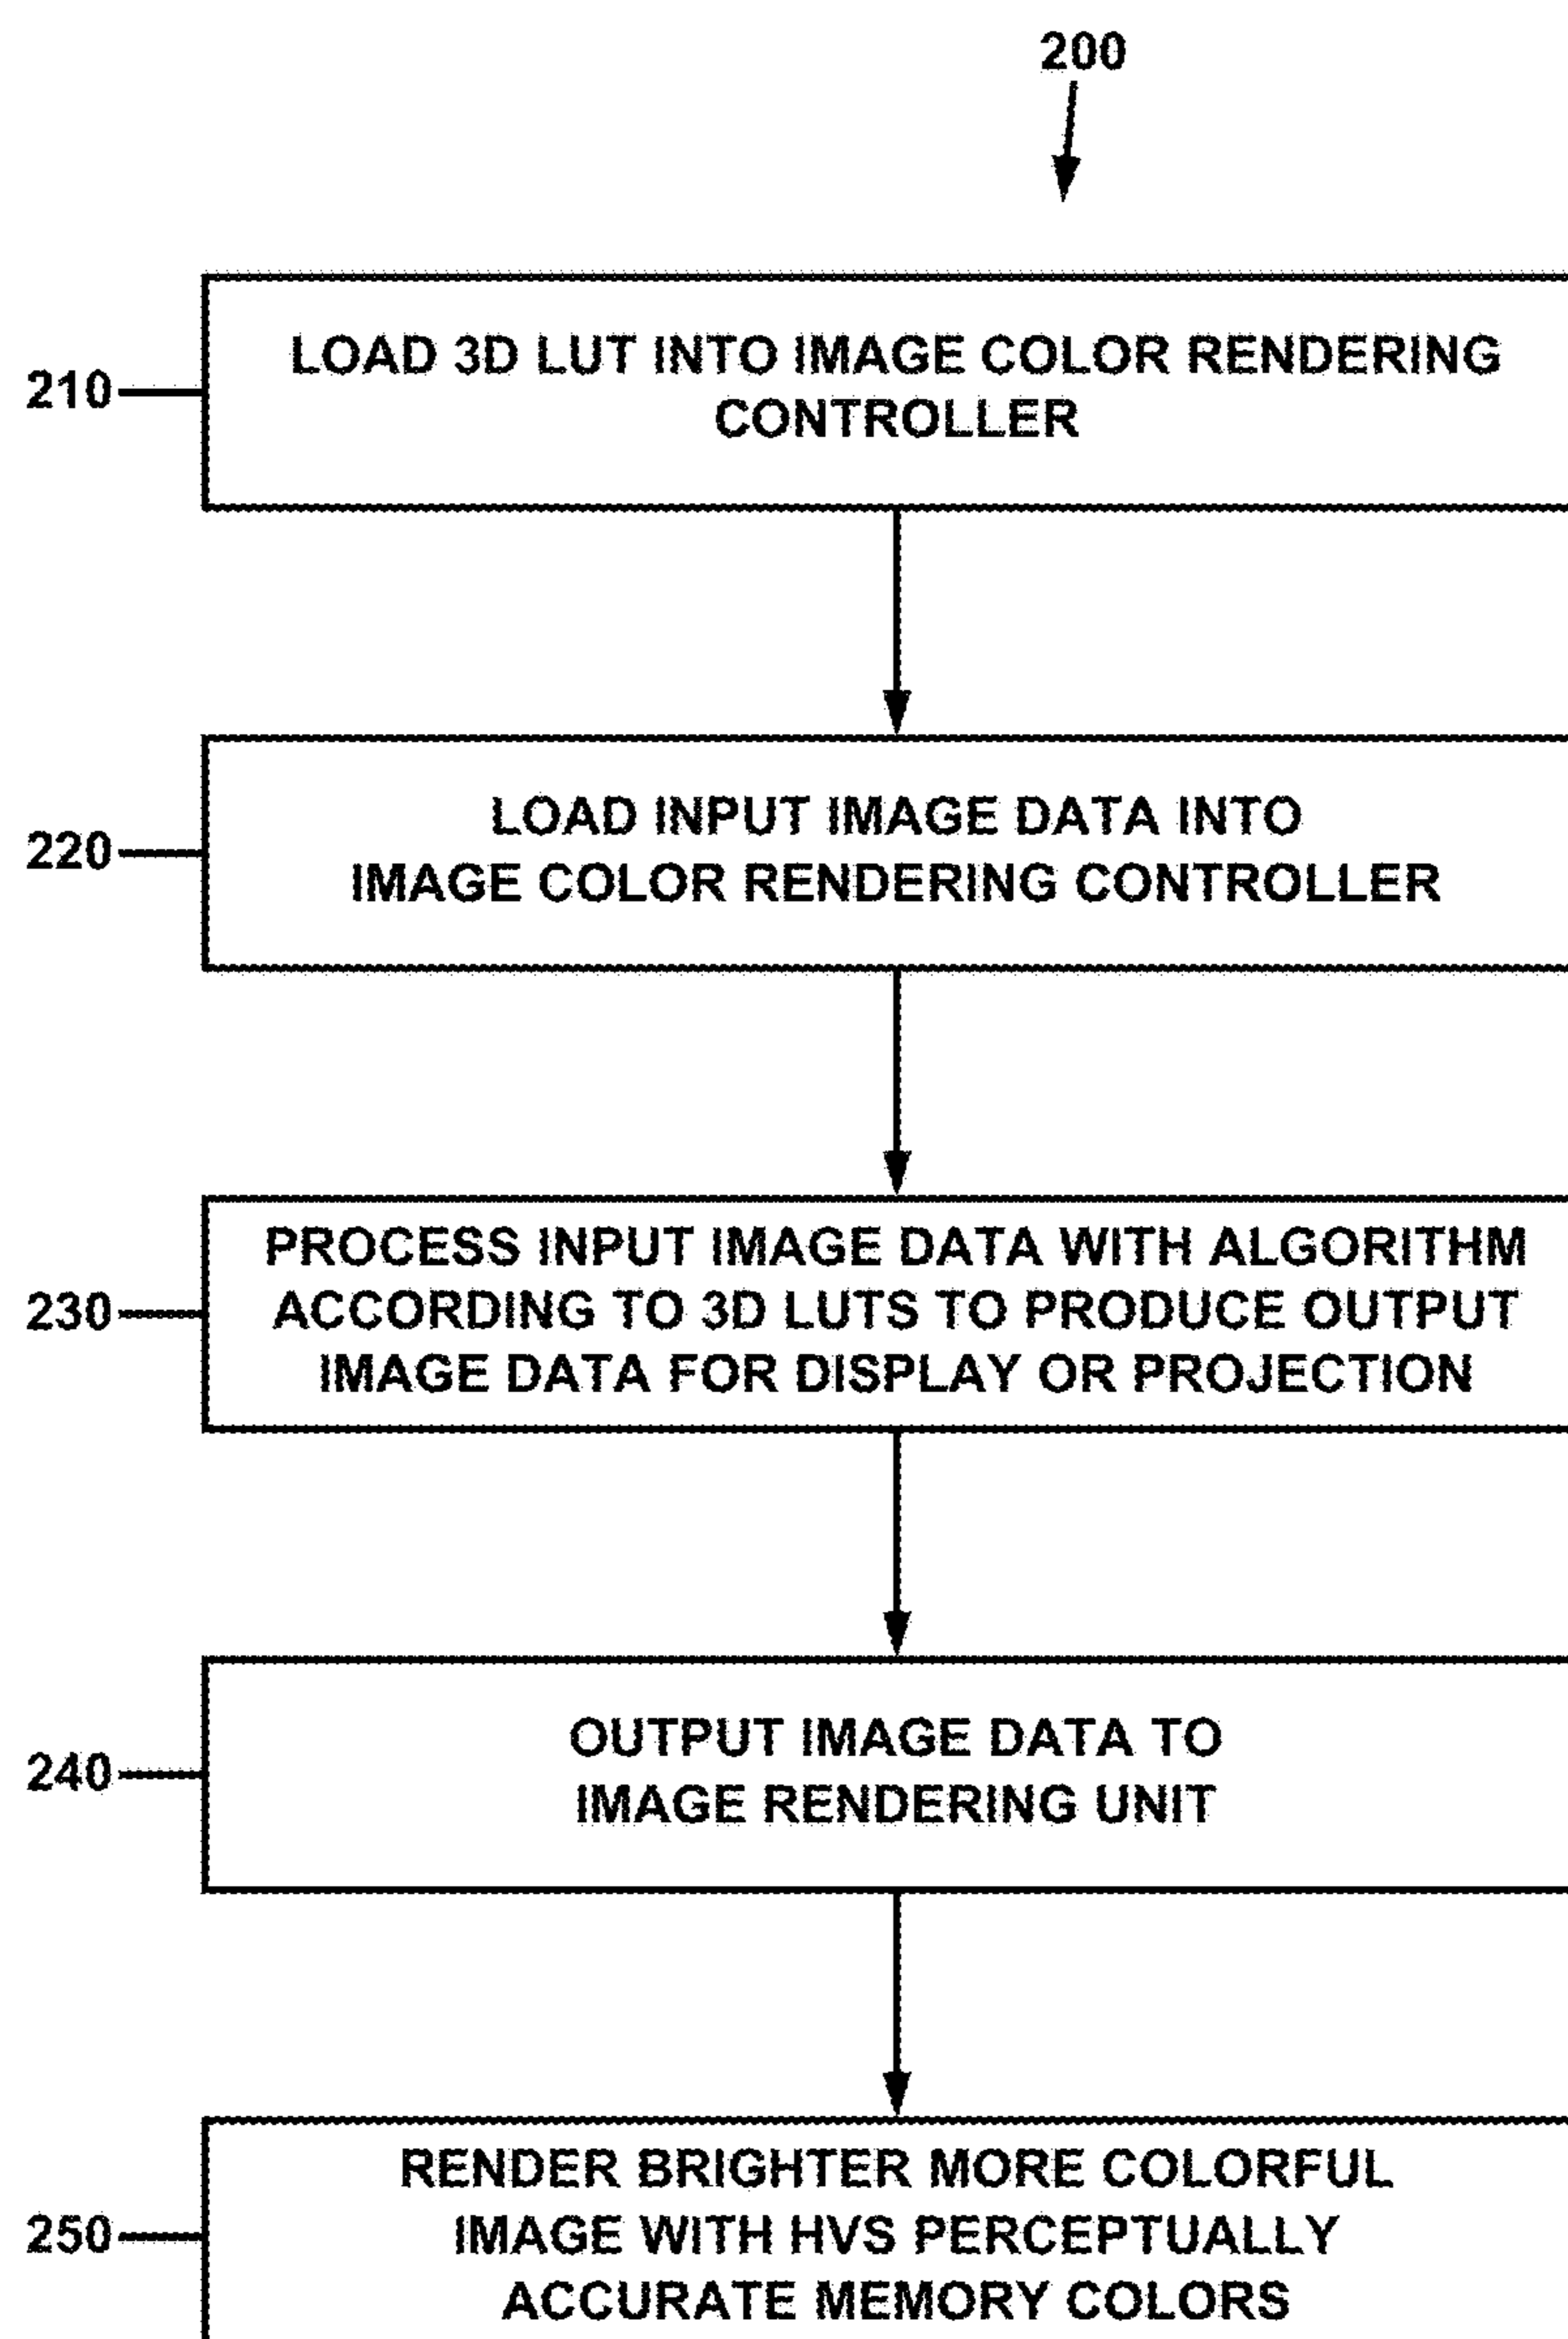 200
210
LOAD 3D LUT INTO IMAGE COLOR RENDERING
CONTROLLER
220
LOAD INPUT IMAGE DATA INTO
IMAGE COLOR RENDERING CONTROLLER
230
PROCESS INPUT IMAGE DATA WITH ALGORITHM
ACCORDING TO 3D LUTS TO PRODUCE OUTPUT
IMAGE DATA FOR DISPLAY OR PROJECTION
240
OUTPUT IMAGE DATA TO
IMAGE RENDERING UNIT
250
RENDER BRIGHTER MORE COLORFUL
IMAGE WITH HVS PERCEPTUALLY
ACCURATE MEMORY COLORS